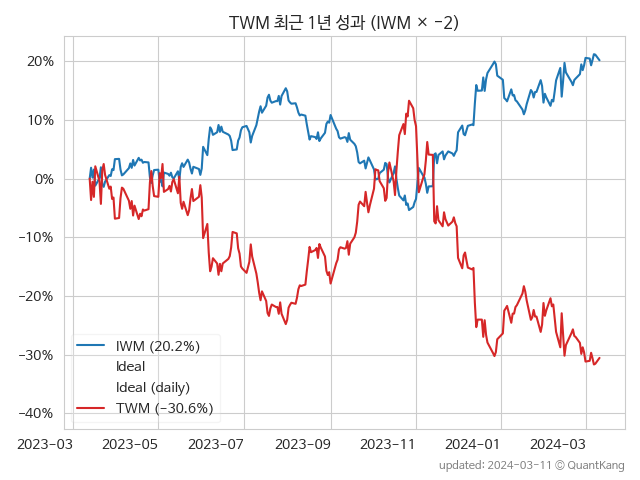 TWM 최근 1년 성과 (IWM × −2)
20%
10%
0%
−10%
−20%
−30%
−40%
IWM (20.2%)
Ideal
Ideal (daily)
TWM (−30.6%)
2023-03 2023-05 2023-07 2023-09 2023-11 2024-01 2024-03
updated: 2024-03-11 © QuantKang